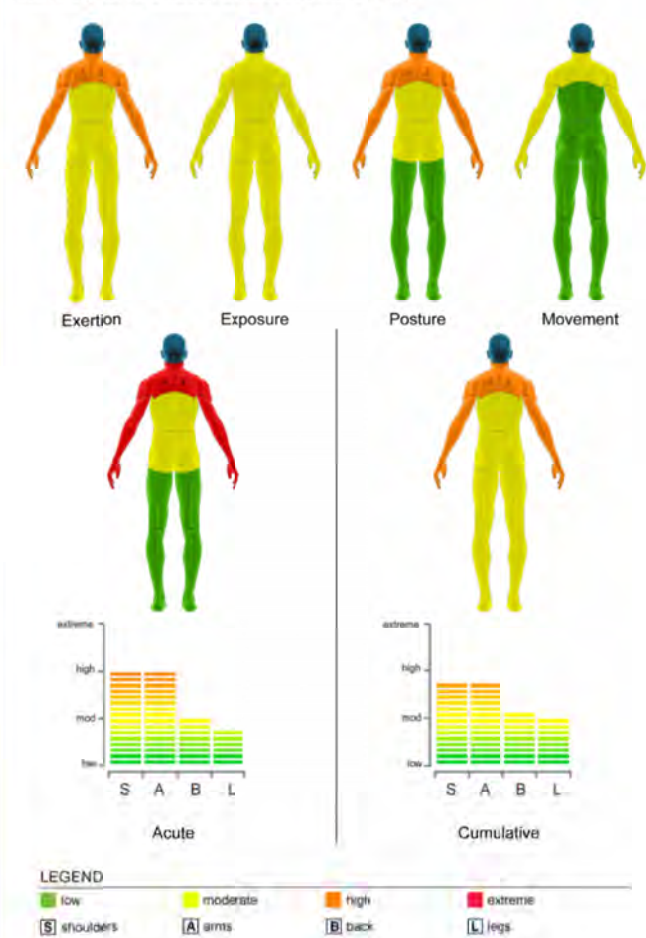 Exertion Exposure Posture Movement
extreme extreme
high high
mod mod
low low
S A B L S A B L
Acute Cumulative
LEGEND
low moderate high extreme
S shoulders A arms B back L legs